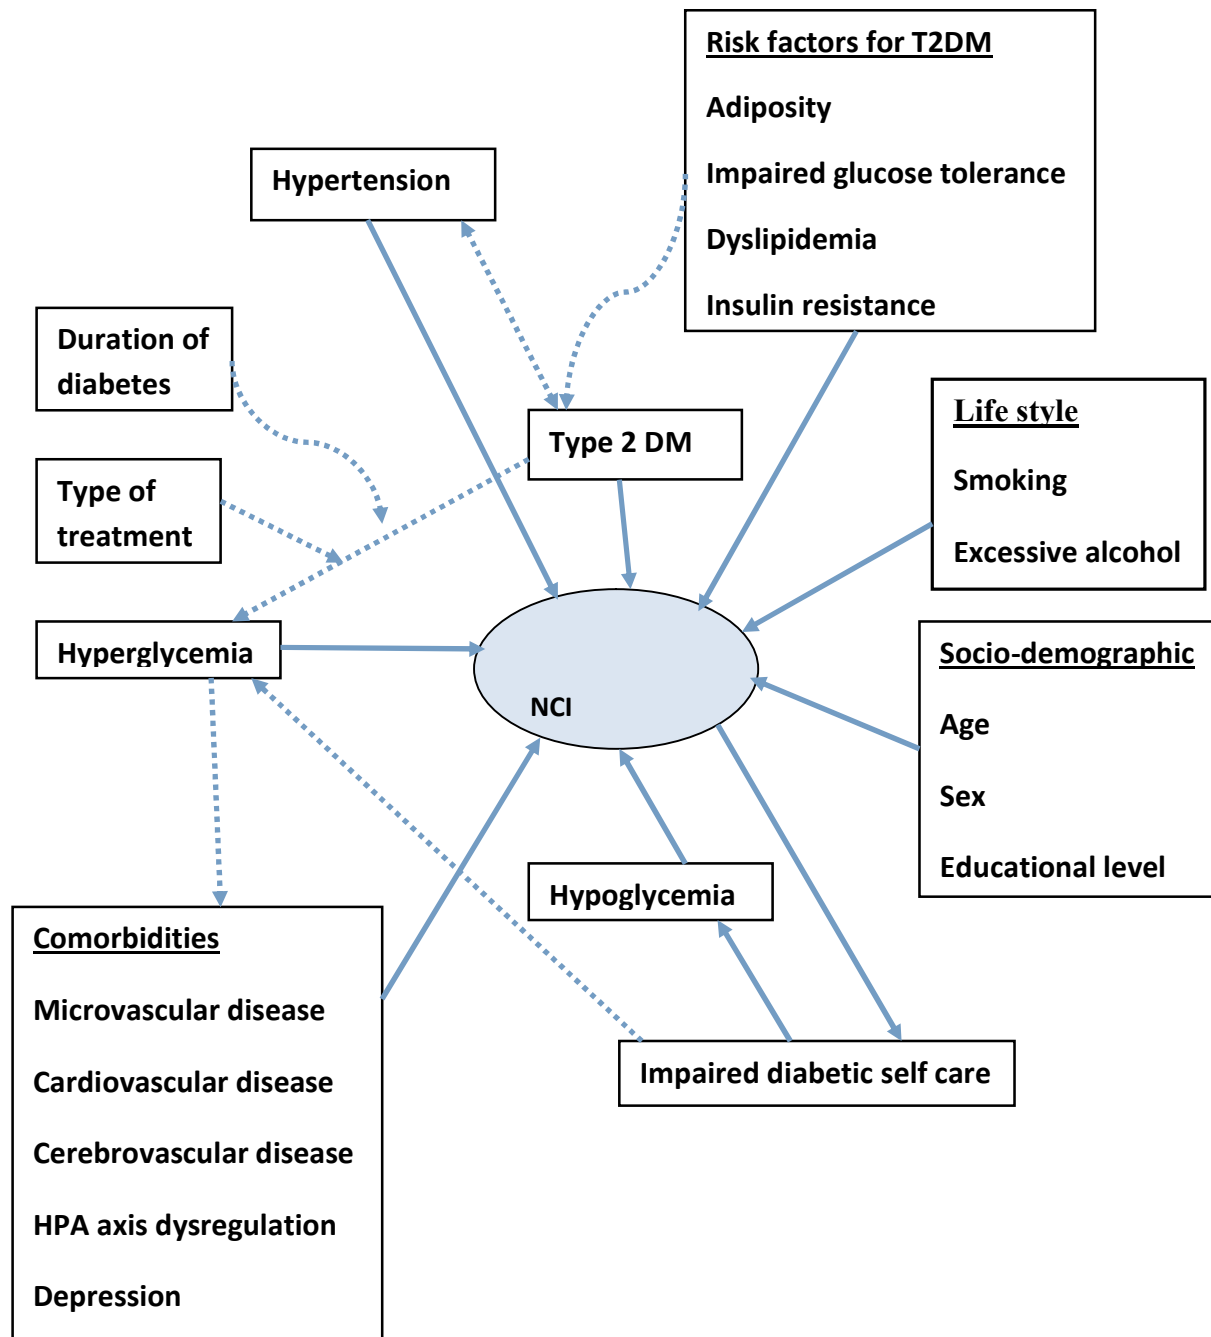 Risk factors for T2DM
Adiposity
Impaired glucose tolerance
Dyslipidemia
Insulin resistance
Hypertension
Duration of
diabetes
Type 2 DM
Life style
Smoking
Excessive alcohol
Type of
treatment
Hyperglycemia
NCI
Socio-demographic
Age
Sex
Educational level
Hypoglycemia
Comorbidities
Microvascular disease
Cardiovascular disease
Cerebrovascular disease
HPA axis dysregulation
Depression
Impaired diabetic self care